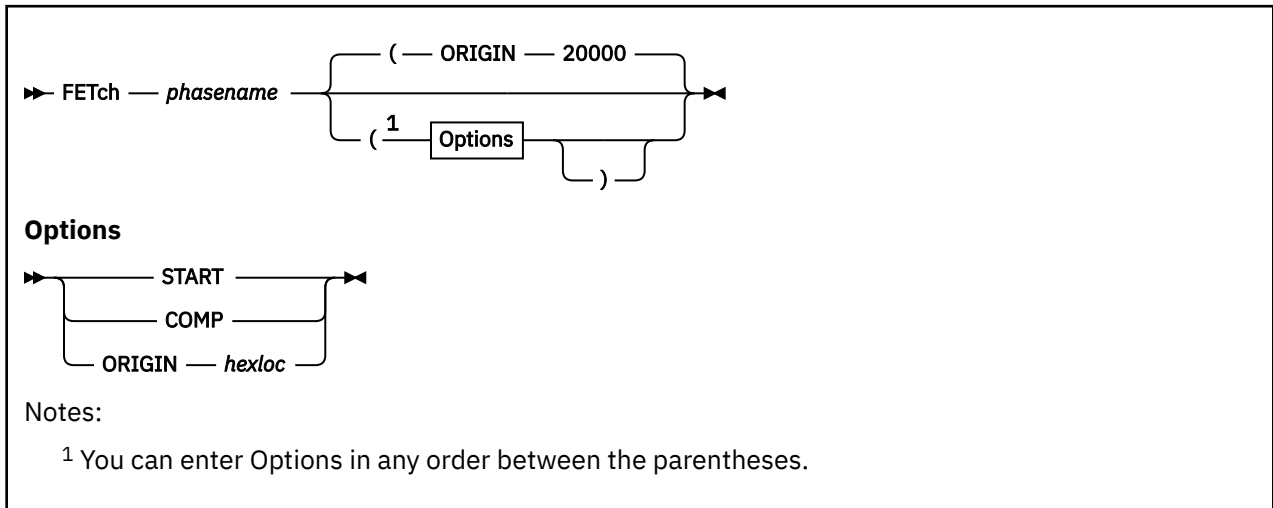 ( ORIGIN 20000
FETch phasename
( 1 Options
)
Options
START
COMP
ORIGIN hexloc
Notes:
1 You can enter Options in any order between the parentheses.